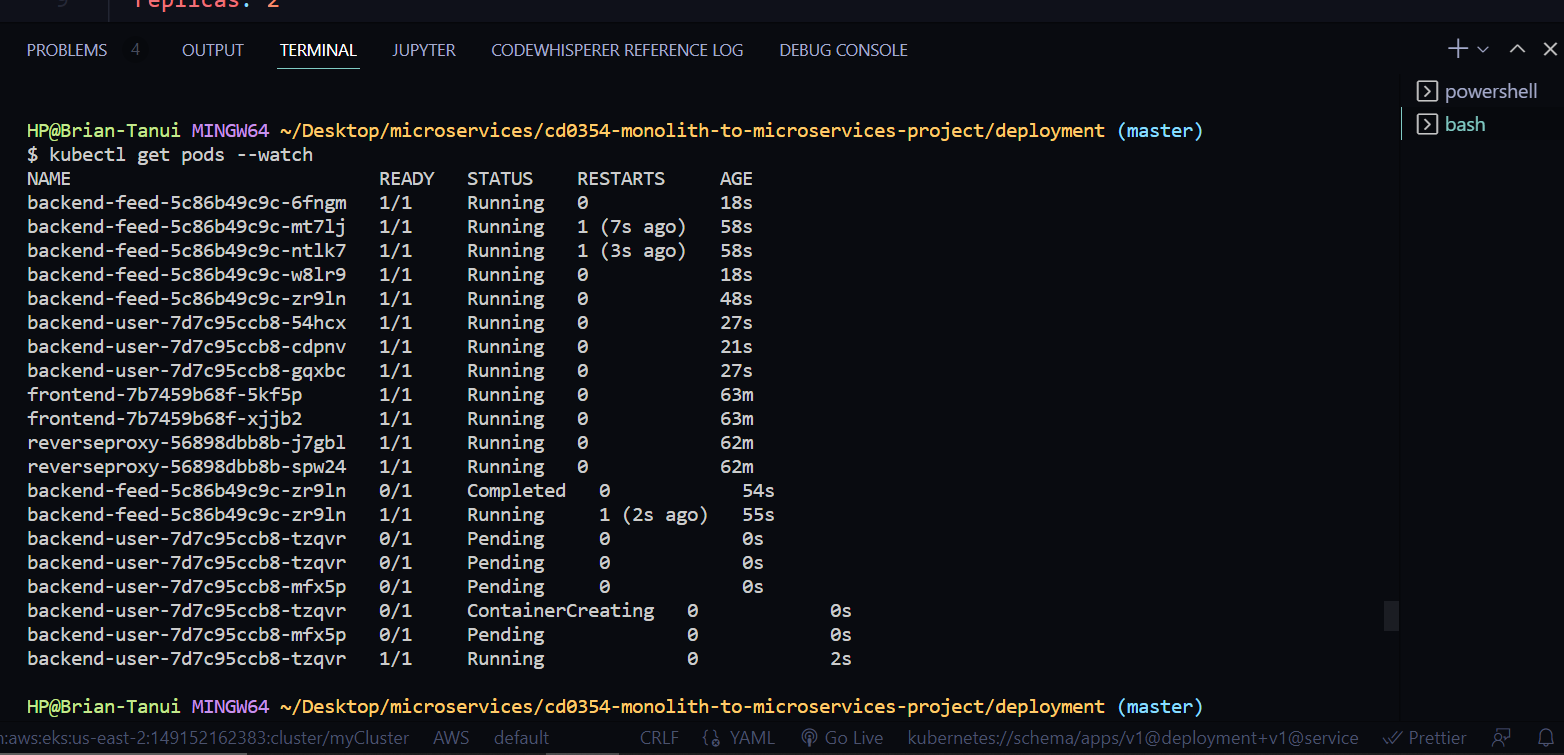 9 replicas: 2
PROBLEMS 4 OUTPUT TERMINAL JUPYTER CODEWHISPERER REFERENCE LOG DEBUG CONSOLE
powershell
bash
HP@Brian-Tanui MINGW64 ~/Desktop/microservices/cd0354-monolith-to-microservices-project/deployment (master)
$ kubectl get pods --watch
NAME READY STATUS RESTARTS AGE
backend-feed-5c86b49c9c-6fngm 1/1 Running 0 18s
backend-feed-5c86b49c9c-mt7lj 1/1 Running 1 (7s ago) 58s
backend-feed-5c86b49c9c-ntlk7 1/1 Running 1 (3s ago) 58s
backend-feed-5c86b49c9c-w8lr9 1/1 Running 0 18s
backend-feed-5c86b49c9c-zr9ln 1/1 Running 0 48s
backend-user-7d7c95ccb8-54hcx 1/1 Running 0 27s
backend-user-7d7c95ccb8-cdpnv 1/1 Running 0 21s
backend-user-7d7c95ccb8-gqxbc 1/1 Running 0 27s
frontend-7b7459b68f-5kf5p 1/1 Running 0 63m
frontend-7b7459b68f-xjjb2 1/1 Running 0 63m
reverseproxy-56898dbb8b-j7gbl 1/1 Running 0 62m
reverseproxy-56898dbb8b-spw24 1/1 Running 0 62m
backend-feed-5c86b49c9c-zr9ln 0/1 Completed 0 54s
backend-feed-5c86b49c9c-zr9ln 1/1 Running 1 (2s ago) 55s
backend-user-7d7c95ccb8-tzqvr 0/1 Pending 0 0s
backend-user-7d7c95ccb8-tzqvr 0/1 Pending 0 0s
backend-user-7d7c95ccb8-mfx5p 0/1 Pending 0 0s
backend-user-7d7c95ccb8-tzqvr 0/1 ContainerCreating 0 0s
backend-user-7d7c95ccb8-mfx5p 0/1 Pending 0 0s
backend-user-7d7c95ccb8-tzqvr 1/1 Running 0 2s
HP@Brian-Tanui MINGW64 ~/Desktop/microservices/cd0354-monolith-to-microservices-project/deployment (master)
n:aws:eks:us-east-2:149152162383:cluster/myCluster AWS default CRLF YAML Go Live kubernetes://schema/apps/v1@deployment+v1@service Prettier